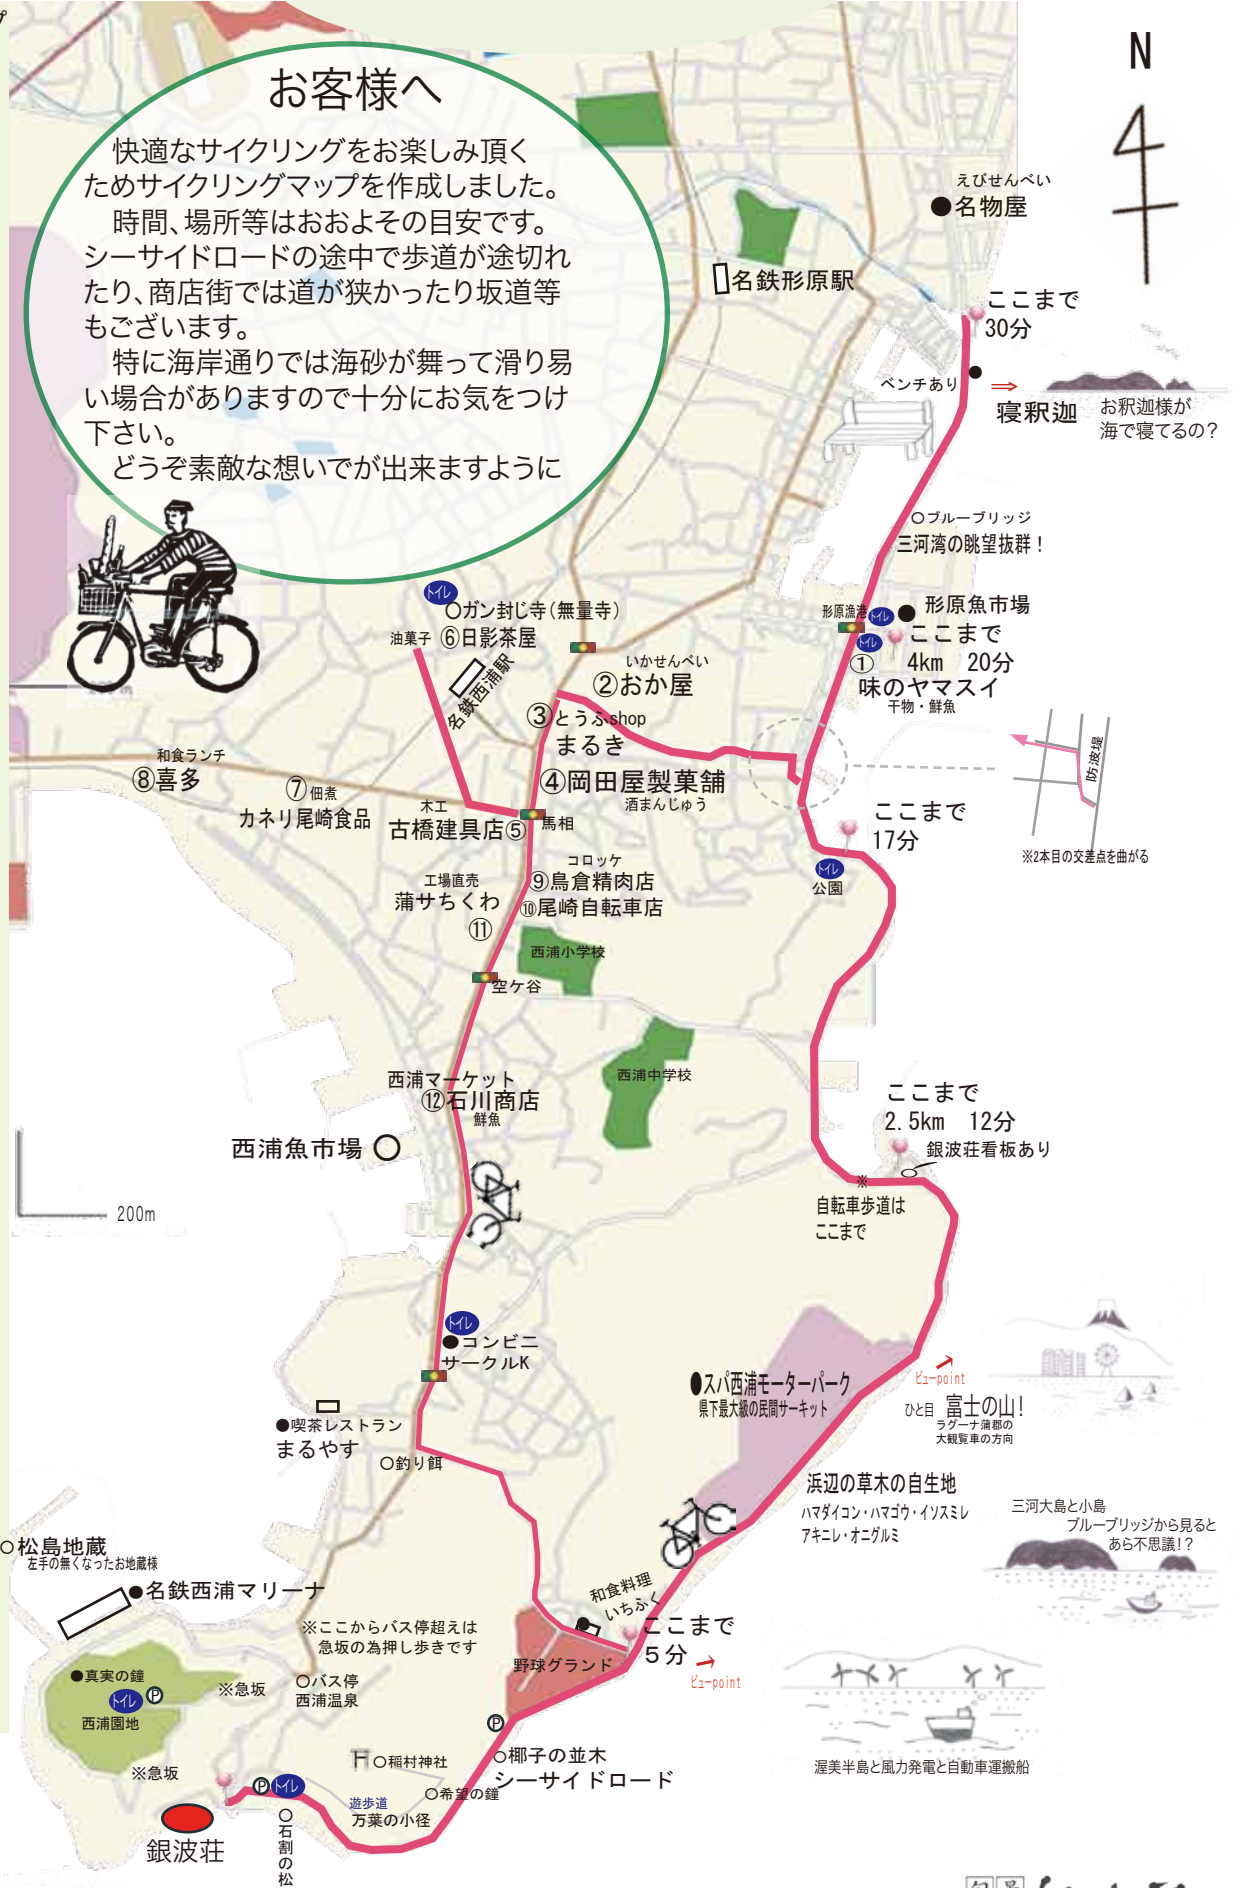 プ
お客様へ
快適なサイクリングをお楽しみ頂く
ためサイクリングマップを作成しました。
時間、場所等はおおよその目安です。
シーサイドロードの途中で歩道が途切れ
たり、商店街では道が狭かったり坂道等
もございます。
特に海岸通りでは海砂が舞って滑り易
い場合がありますので十分にお気をつけ
下さい。
どうぞ素敵な想いでが出来ますように
N
えびせんべい
●名物屋
名鉄形原駅
ここまで
30分
ベンチあり
⇒
寝釈迦
お釈迦様が
海で寝てるの?
○ブルーブリッジ
三河湾の眺望抜群!
形原漁港
トイレ
● 形原魚市場
トイレ
ここまで
4km 20分
①
味のヤマスイ
干物・鮮魚
トイレ
○ガン封じ寺(無量寺)
油菓子
⑥日影茶屋
名鉄西浦駅
いかせんべい
②おか屋
③とうふshop
まるき
④岡田屋製菓舗
酒まんじゅう
和食ランチ
⑧喜多
⑦佃煮
カネリ尾崎食品
木工
古橋建具店⑤
馬相
防波堤
※2本目の交差点を曲がる
ここまで
17分
トイレ
公園
コロッケ
⑨鳥倉精肉店
⑩尾崎自転車店
工場直売
蒲サちくわ
⑪
西浦小学校
空ケ谷
西浦中学校
西浦マーケット
⑫石川商店
鮮魚
西浦魚市場 ○
200m
ここまで
2.5km 12分
銀波荘看板あり
※
自転車歩道は
ここまで
トイレ
●コンビニ
サークルK
●喫茶レストラン
まるやす
○釣り餌
●スパ西浦モーターパーク
県下最大級の民間サーキット
ビューpoint
ひと目 富士の山!
ラグーナ蒲郡の
大観覧車の方向
浜辺の草木の自生地
ハマダイコン・ハマゴウ・イソスミレ
アキニレ・オニグルミ
三河大島と小島
ブルーブリッジから見ると
あら不思議!?
○松島地蔵
左手の無くなったお地蔵様
●名鉄西浦マリーナ
※ここからバス停超えは
急坂の為押し歩きです
和食料理
いちふく
ここまで
5分
ビューpoint
野球グランド
●真実の鐘
トイレ
P
西浦園地
※急坂
○バス停
西浦温泉
※急坂
P
○椰子の並木
シーサイドロード
○稲村神社
○希望の鐘
遊歩道
万葉の小径
P
トイレ
○石割の松
銀波荘
渥美半島と風力発電と自動車運搬船